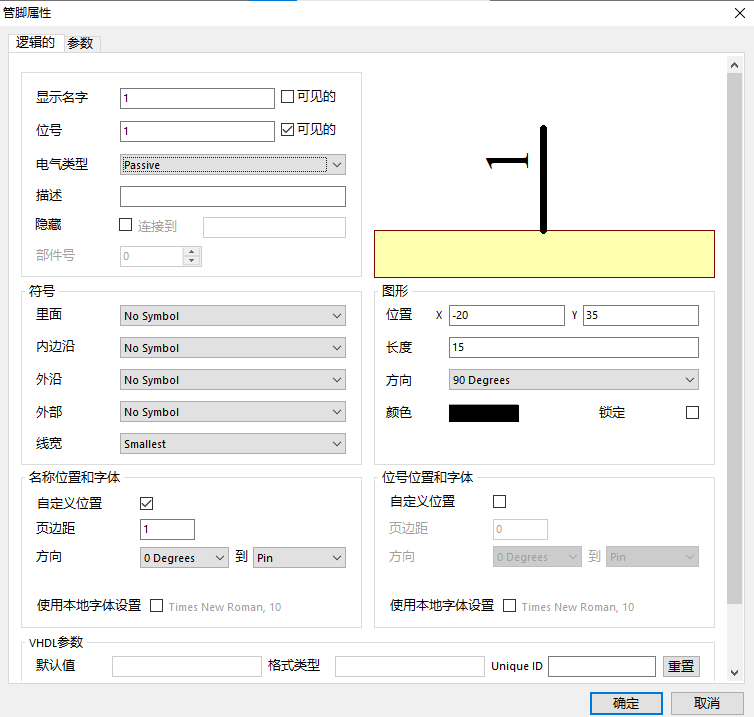 管脚属性
逻辑的 参数
显示名字 1 可见的
位号 1 可见的
电气类型 Passive
描述
隐藏 连接到
部件号 0
1
符号
里面 No Symbol
内边沿 No Symbol
外沿 No Symbol
外部 No Symbol
线宽 Smallest
图形
位置 X -20 Y 35
长度 15
方向 90 Degrees
颜色 锁定
名称位置和字体
自定义位置
页边距 1
方向 0 Degrees 到 Pin
使用本地字体设置 Times New Roman, 10
位号位置和字体
自定义位置
页边距 0
方向 0 Degrees 到 Pin
使用本地字体设置 Times New Roman, 10
VHDL参数
默认值 格式类型 Unique ID 重置
确定 取消